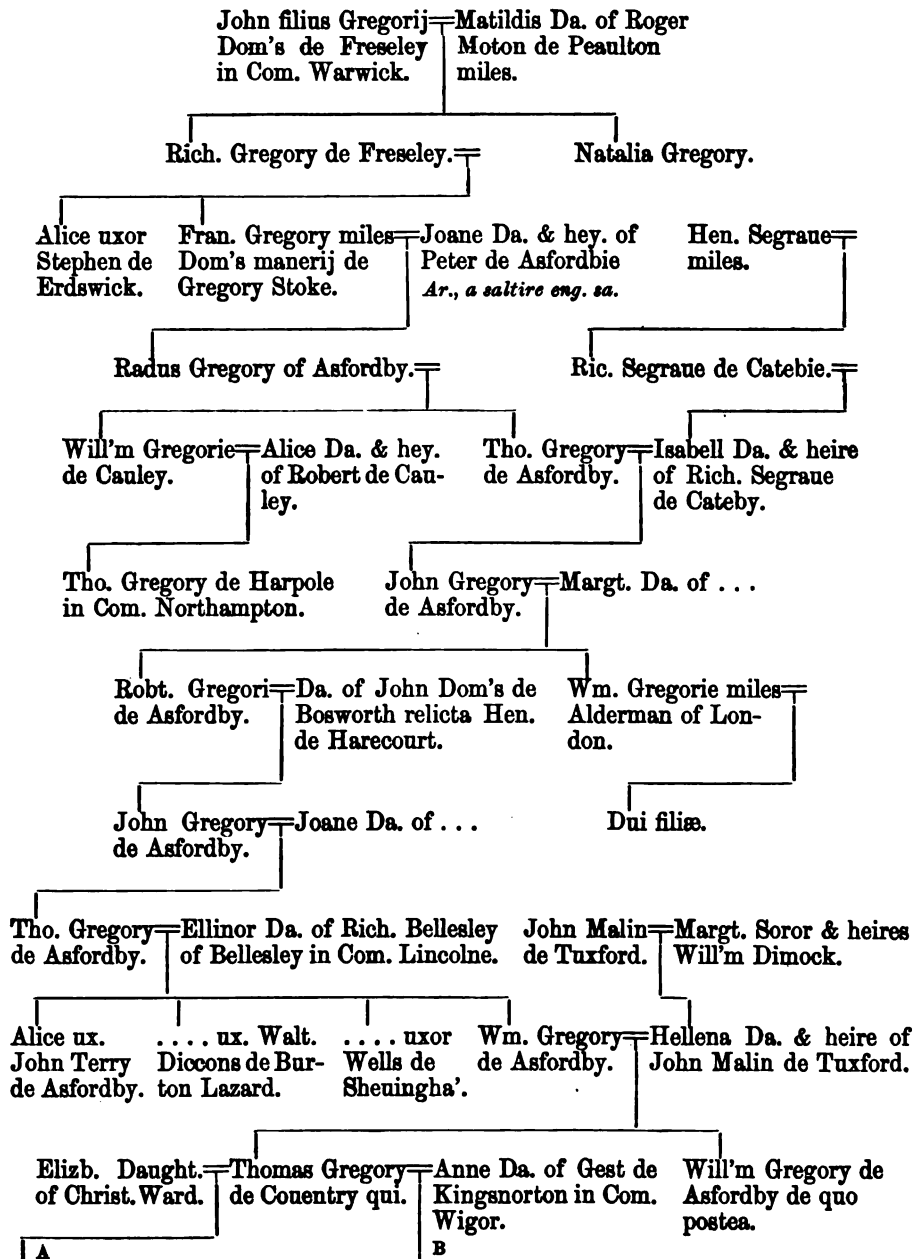 John filius Gregorij
Dom's de Freseley
in Com. Warwick.
Matildis Da. of Roger
Moton de Peaulton
miles.
Rich. Gregory de Freseley.
Natalia Gregory.
Alice uxor
Stephen de
Erdswick.
Fran. Gregory miles
Dom's manerij de
Gregory Stoke.
Joane Da. & hey. of
Peter de Asfordbie
Ar., a saltire eng. sa.
Hen. Segraue
miles.
Radus Gregory of Asfordby.
Ric. Segraue de Catebie.
Will'm Gregorie
de Cauley.
Alice Da. & hey.
of Robert de Cau-
ley.
Tho. Gregory
de Asfordby.
Isabell Da. & heire
of Rich. Segraue
de Cateby.
Tho. Gregory de Harpole
in Com. Northampton.
John Gregory
de Asfordby.
Margt. Da. of . . .
Robt. Gregori
de Asfordby.
Da. of John Dom's de
Bosworth relicta Hen.
de Harecourt.
Wm. Gregorie miles
Alderman of Lon-
don.
John Gregory
de Asfordby.
Joane Da. of . . .
Dui filiæ.
Tho. Gregory
de Asfordby.
Ellinor Da. of Rich. Bellesley
of Bellesley in Com. Lincolne.
John Malin
de Tuxford.
Margt. Soror & heires
Will'm Dimock.
Alice ux.
John Terry
de Asfordby.
. . . . ux. Walt.
Diccons de Bur-
ton Lazard.
. . . . uxor
Wells de
Sheuingha'.
Wm. Gregory
de Asfordby.
Hellena Da. & heire of
John Malin de Tuxford.
Elizb. Daught.
of Christ. Ward.
Thomas Gregory
de Couentry qui.
Anne Da. of Gest de
Kingsnorton in Com.
Wigor.
Will'm Gregory de
Asfordby de quo
postea.
A
B